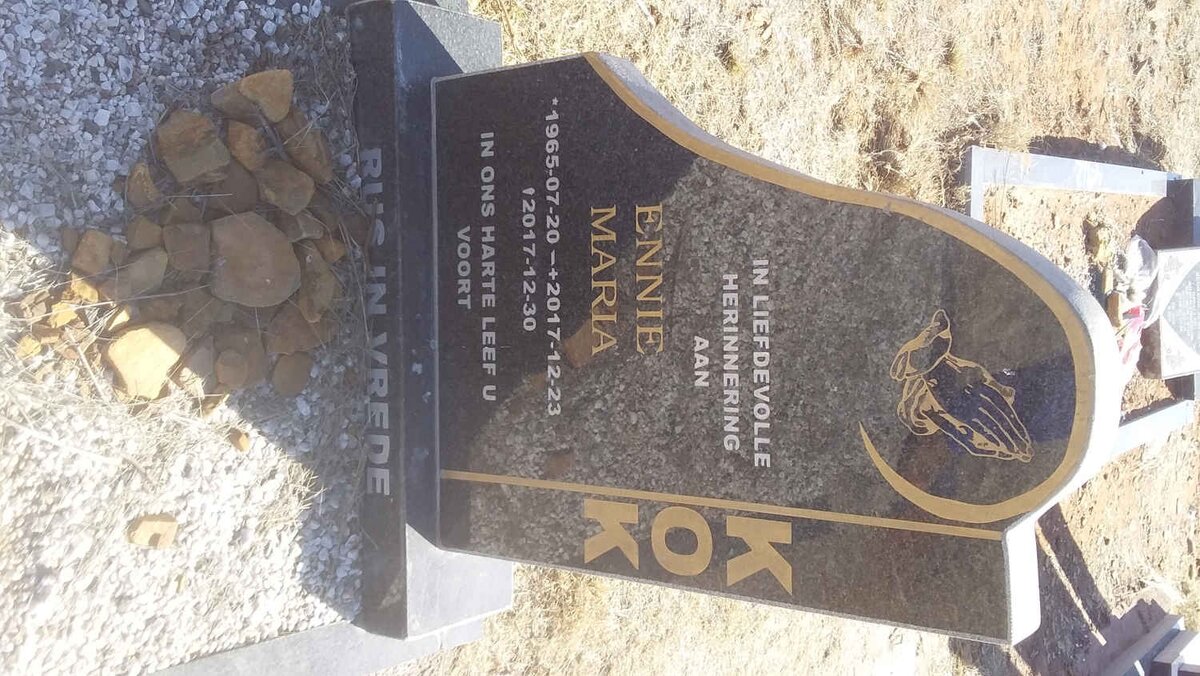 IN LIEFDEVOLLE
HERINNERING
AAN
ENNIE
MARIA
*1965-07-20 – +2017-12-23
†2017-12-30
IN ONS HARTE LEEF U
VOORT
KOK
RUS IN VREDE